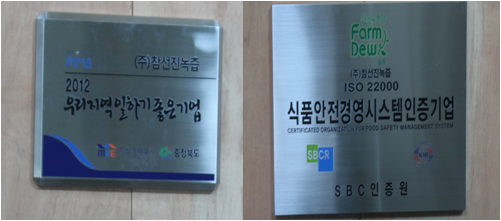 (주)참선진녹즙
2012
우리지역일하기좋은기업
충청북도
Farm
Dew
(주)참선진녹즙
ISO 22000
식품안전경영시스템인증기업
CERTIFICATED ORGANIZATION FOR FOOD SAFETY MANAGEMENT SYSTEM
SBCR
SBC인증원